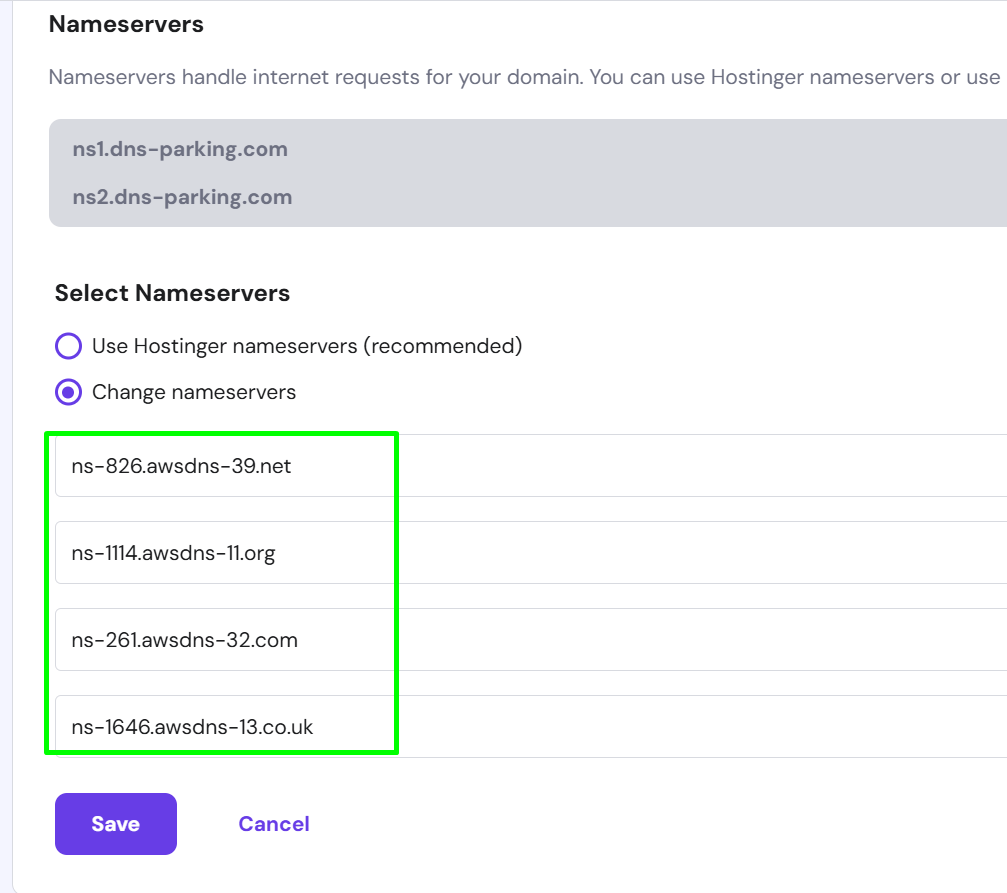 Nameservers
Nameservers handle internet requests for your domain. You can use Hostinger nameservers or use
ns1.dns-parking.com
ns2.dns-parking.com
Select Nameservers
Use Hostinger nameservers (recommended)
Change nameservers
ns-826.awsdns-39.net
ns-1114.awsdns-11.org
ns-261.awsdns-32.com
ns-1646.awsdns-13.co.uk
Save Cancel